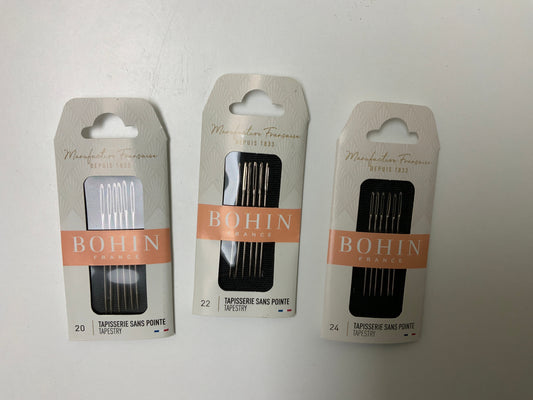 Manufacture Française
DEPUIS 1833
BOHIN
FRANCE
20
TAPISSERIE SANS POINTE
TAPESTRY
Manufacture Française
DEPUIS 1833
BOHIN
FRANCE
22
TAPISSERIE SANS POINTE
TAPESTRY
Manufacture Française
DEPUIS 1833
BOHIN
FRANCE
24
TAPISSERIE SANS POINTE
TAPESTRY